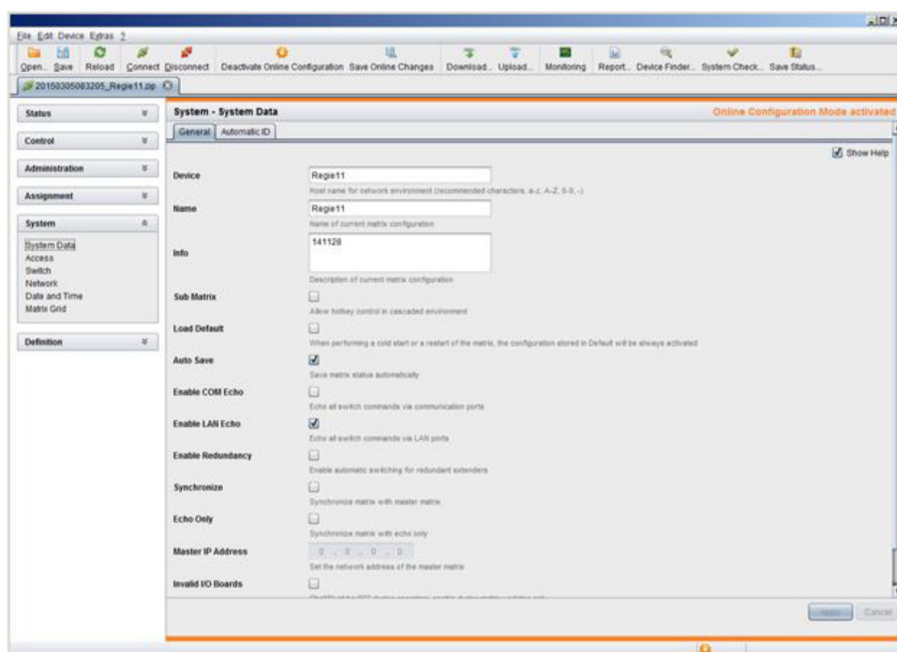 File Edit Device Extras ?
Open... Save Reload Connect Disconnect Deactivate Online Configuration Save Online Changes Download... Upload... Monitoring Report... Device Finder... System Check... Save Status...
20150305083205_Regie11.zip
Status
Control
Administration
Assignment
System
System Data
Access
Switch
Network
Date and Time
Matrix Grid
Definition
System - System Data Online Configuration Mode activated
General Automatic ID
Show Help
Device Regie11
Host name for network environment (recommended characters: a-z, A-Z, 0-9, -)
Name Regie11
Name of current matrix configuration
Info 141128
Description of current matrix configuration
Sub Matrix
Allow hotkey control in cascaded environment
Load Default
When performing a cold start or a restart of the matrix, the configuration stored in Default will be always activated
Auto Save
Save matrix status automatically
Enable COM Echo
Echo all switch commands via communication ports
Enable LAN Echo
Echo all switch commands via LAN ports
Enable Redundancy
Enable automatic switching for redundant extenders
Synchronize
Synchronize matrix with master matrix
Echo Only
Synchronize matrix with echo only
Master IP Address 0 . 0 . 0 . 0
Set the network address of the master matrix
Invalid I/O Boards
Apply Cancel